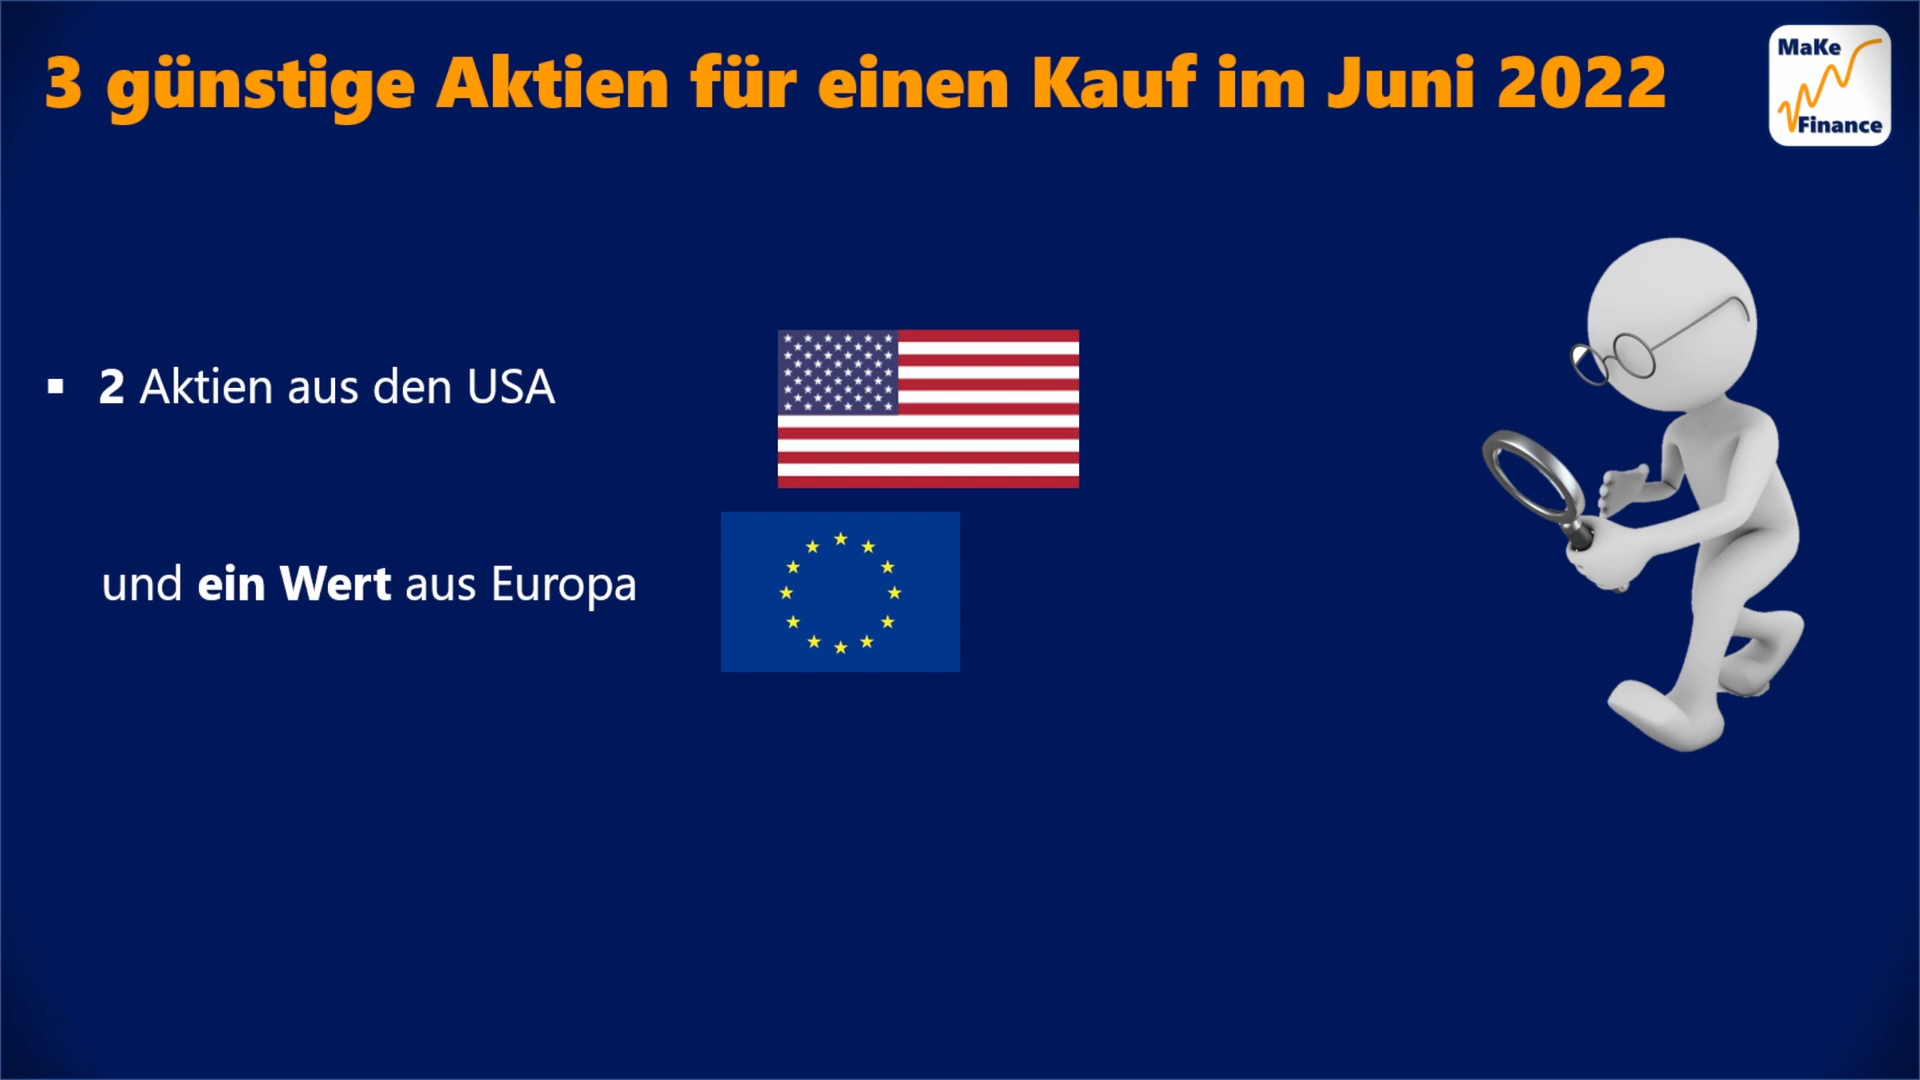 3 günstige Aktien für einen Kauf im Juni 2022
MaKe
Finance
▪ 2 Aktien aus den USA
und ein Wert aus Europa